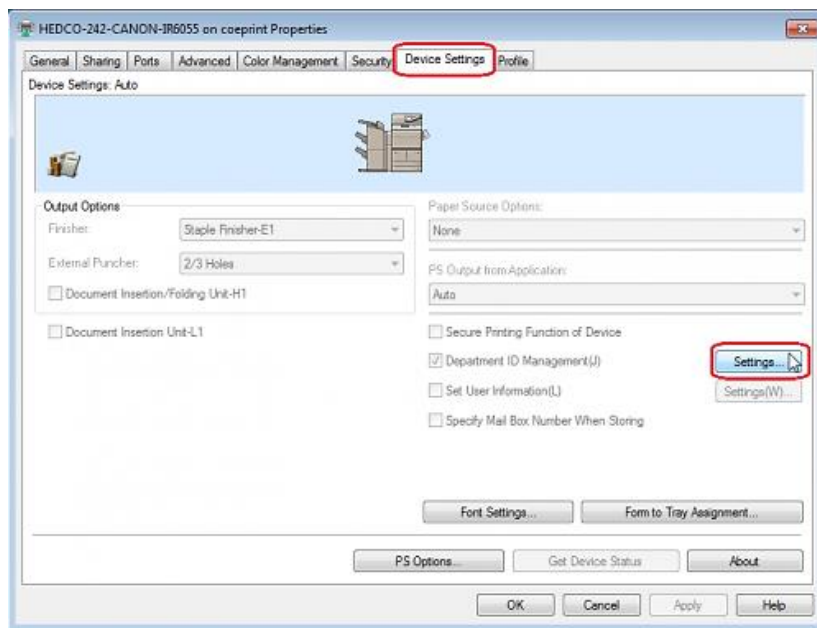 HEDCO-242-CANON-IR6055 on coeprint Properties
General Sharing Ports Advanced Color Management Security Device Settings Profile
Device Settings: Auto
Output Options
Finisher: Staple Finisher-E1
External Puncher: 2/3 Holes
Document Insertion/Folding Unit-H1
Document Insertion Unit-L1
Paper Source Options:
None
PS Output from Application:
Auto
Secure Printing Function of Device
Department ID Management(J) Settings...
Set User Information(L) Settings(W)...
Specify Mail Box Number When Storing
Font Settings... Form to Tray Assignment...
PS Options... Get Device Status About
OK Cancel Apply Help